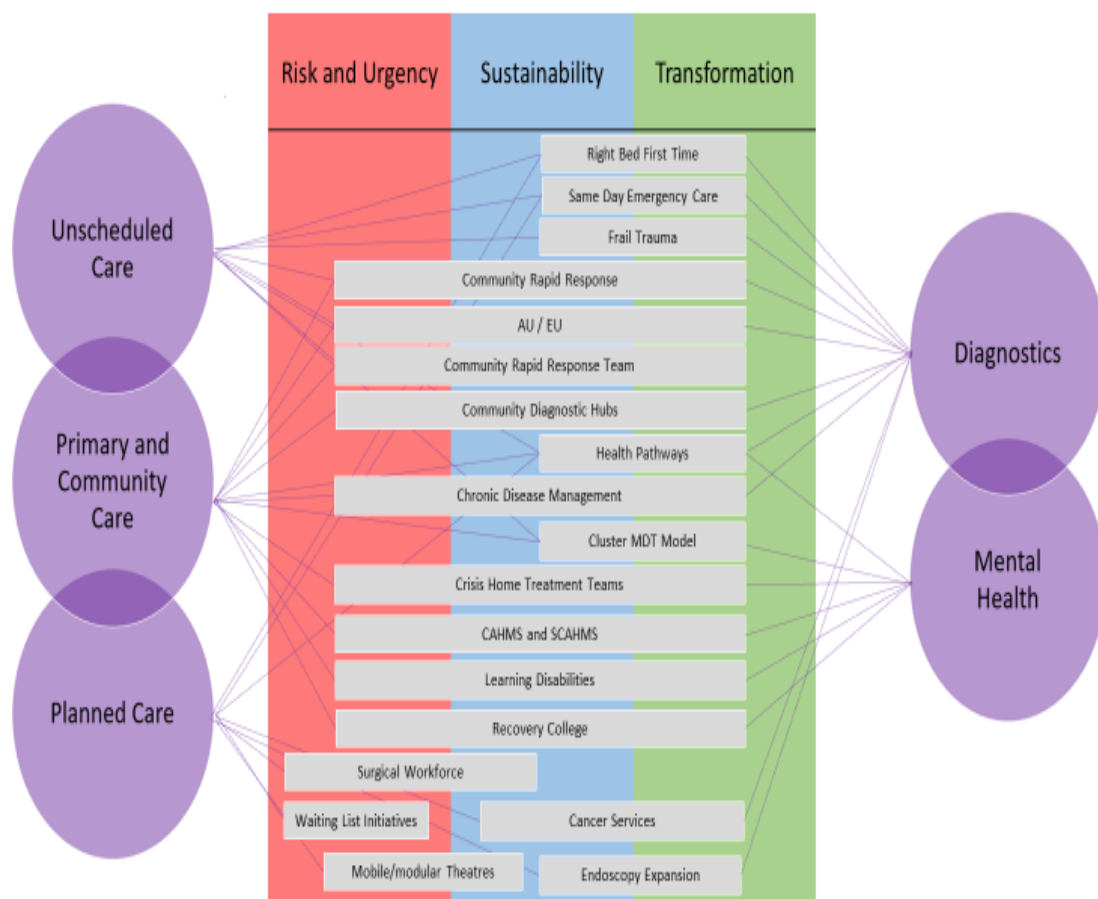 Risk and Urgency
Sustainability
Transformation
Unscheduled
Care
Primary and
Community
Care
Planned Care
Right Bed First Time
Same Day Emergency Care
Frail Trauma
Community Rapid Response
AU / EU
Community Rapid Response Team
Community Diagnostic Hubs
Health Pathways
Chronic Disease Management
Cluster MDT Model
Crisis Home Treatment Teams
CAHMS and SCAHMS
Learning Disabilities
Recovery College
Surgical Workforce
Waiting List Initiatives
Cancer Services
Mobile/modular Theatres
Endoscopy Expansion
Diagnostics
Mental
Health